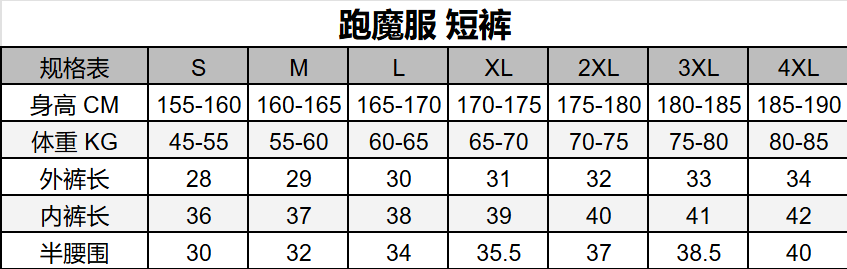 跑魔服 短裤
规格表 S M L XL 2XL 3XL 4XL
身高 CM 155-160 160-165 165-170 170-175 175-180 180-185 185-190
体重 KG 45-55 55-60 60-65 65-70 70-75 75-80 80-85
外裤长 28 29 30 31 32 33 34
内裤长 36 37 38 39 40 41 42
半腰围 30 32 34 35.5 37 38.5 40